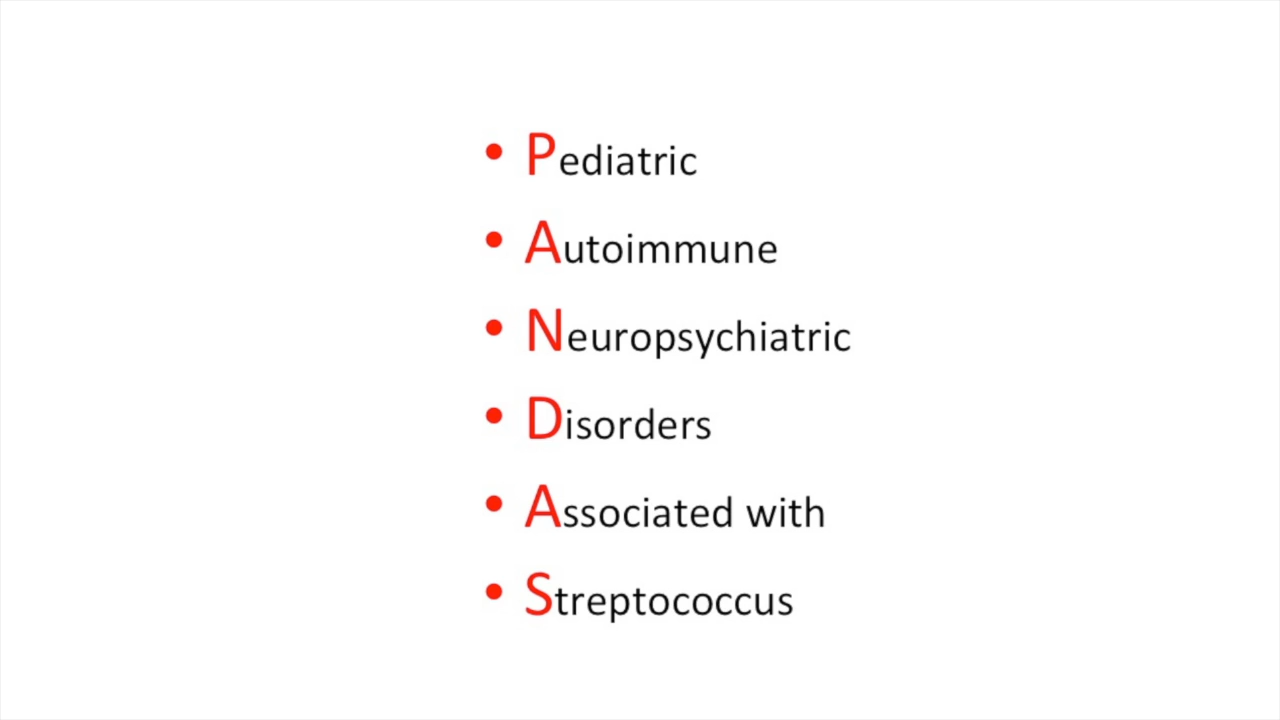 • Pediatric
• Autoimmune
• Neuropsychiatric
• Disorders
• Associated with
• Streptococcus